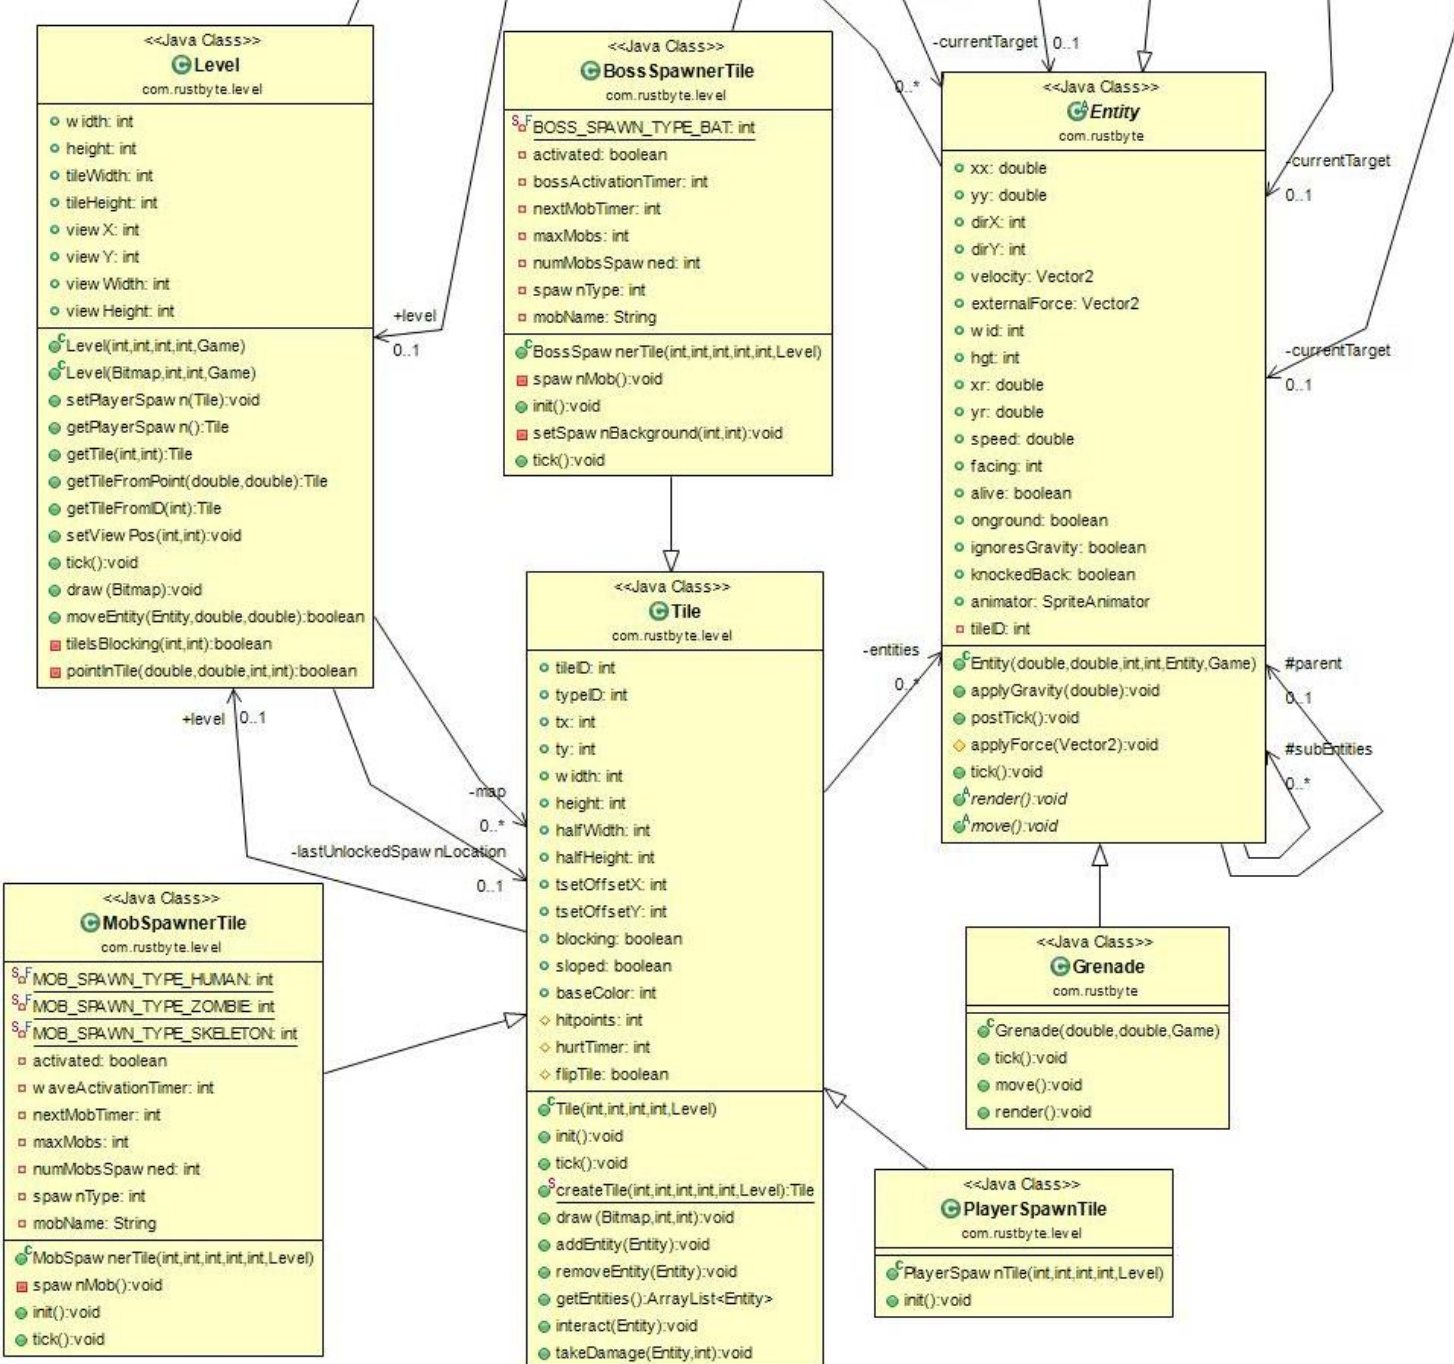 <<Java Class>>
Level
com.rustbyte.level
width: int
height: int
tileWidth: int
tileHeight: int
viewX: int
viewY: int
viewWidth: int
viewHeight: int
Level(int,int,int,int,Game)
Level(Bitmap,int,int,Game)
setPlayerSpawn(Tile):void
getPlayerSpawn():Tile
getTile(int,int):Tile
getTileFromPoint(double,double):Tile
getTileFromID(int):Tile
setViewPos(int,int):void
tick():void
draw(Bitmap):void
moveEntity(Entity,double,double):boolean
tileIsBlocking(int,int):boolean
pointInTile(double,double,int,int):boolean
+level
0..1
<<Java Class>>
BossSpawnerTile
com.rustbyte.level
BOSS_SPAWN_TYPE_BAT: int
activated: boolean
bossActivationTimer: int
nextMobTimer: int
maxMobs: int
numMobsSpawned: int
spawnType: int
mobName: String
BossSpawnerTile(int,int,int,int,int,Level)
spawnMob():void
init():void
setSpawnBackground(int,int):void
tick():void
-currentTarget
0..1
0..*
<<Java Class>>
Entity
com.rustbyte
xx: double
yy: double
dirX: int
dirY: int
velocity: Vector2
externalForce: Vector2
wid: int
hgt: int
xr: double
yr: double
speed: double
facing: int
alive: boolean
onground: boolean
ignoresGravity: boolean
knockedBack: boolean
animator: SpriteAnimator
tileID: int
Entity(double,double,int,int,Entity,Game)
applyGravity(double):void
postTick():void
applyForce(Vector2):void
tick():void
render():void
move():void
-currentTarget
0..1
-currentTarget
0..1
#parent
0..1
#subEntities
0..*
-entities
0..*
+level
0..1
-map
0..*
-lastUnlockedSpawnLocation
0..1
<<Java Class>>
Tile
com.rustbyte.level
tileID: int
typeID: int
tx: int
ty: int
width: int
height: int
halfWidth: int
halfHeight: int
tsetOffsetX: int
tsetOffsetY: int
blocking: boolean
sloped: boolean
baseColor: int
hitpoints: int
hurtTimer: int
flipTile: boolean
Tile(int,int,int,int,Level)
init():void
tick():void
createTile(int,int,int,int,int,Level):Tile
draw(Bitmap,int,int):void
addEntity(Entity):void
removeEntity(Entity):void
getEntities():ArrayList<Entity>
interact(Entity):void
takeDamage(Entity,int):void
<<Java Class>>
MobSpawnerTile
com.rustbyte.level
MOB_SPAWN_TYPE_HUMAN: int
MOB_SPAWN_TYPE_ZOMBIE: int
MOB_SPAWN_TYPE_SKELETON: int
activated: boolean
waveActivationTimer: int
nextMobTimer: int
maxMobs: int
numMobsSpawned: int
spawnType: int
mobName: String
MobSpawnerTile(int,int,int,int,int,Level)
spawnMob():void
init():void
tick():void
<<Java Class>>
Grenade
com.rustbyte
Grenade(double,double,Game)
tick():void
move():void
render():void
<<Java Class>>
PlayerSpawnTile
com.rustbyte.level
PlayerSpawnTile(int,int,int,int,Level)
init():void